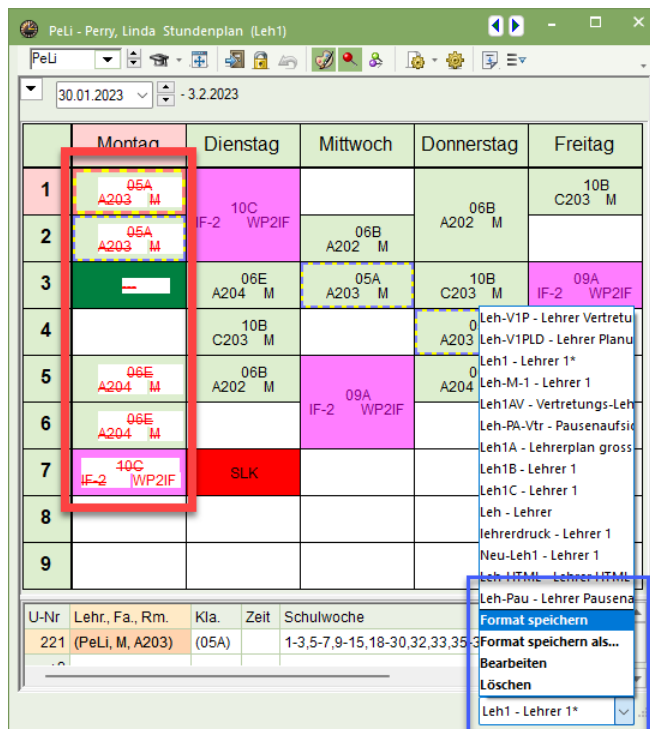 PeLi - Perry, Linda Stundenplan (Leh1)
PeLi
30.01.2023 - 3.2.2023
Montag Dienstag Mittwoch Donnerstag Freitag
1 05A A203 M
10C IF-2 WP2IF
06B A202 M
10B C203 M
2 05A A203 M
06B A202 M
3 ---
06E A204 M
05A A203 M
10B C203 M
09A IF-2 WP2IF
4
10B C203 M
A203
5 06E A204 M
06B A202 M
09A IF-2 WP2IF
A204
6 06E A204 M
7 10C IF-2 WP2IF
SLK
8
9
Leh-V1P - Lehrer Vertretu
Leh-V1PLD - Lehrer Planu
Leh1 - Lehrer 1*
Leh-M-1 - Lehrer 1
Leh1AV - Vertretungs-Leh
Leh-PA-Vtr - Pausenaufsic
Leh1A - Lehrerplan gross
Leh1B - Lehrer 1
Leh1C - Lehrer 1
Leh - Lehrer
lehrerdruck - Lehrer 1
Neu-Leh1 - Lehrer 1
Leh-HTML - Lehrer HTML
Leh-Pau - Lehrer Pausena
Format speichern
Format speichern als...
Bearbeiten
Löschen
Leh1 - Lehrer 1*
U-Nr Lehr., Fa., Rm. Kla. Zeit Schulwoche
221 (PeLi, M, A203) (05A) 1-3,5-7,9-15,18-30,32,33,35-3